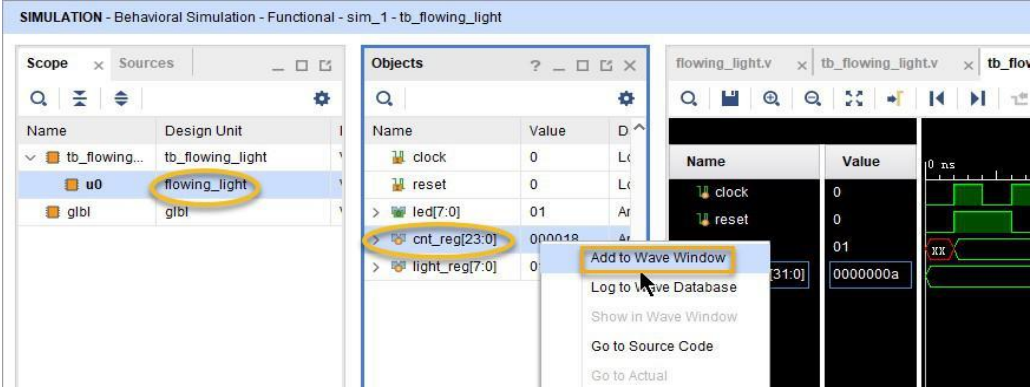 SIMULATION - Behavioral Simulation - Functional - sim_1 - tb_flowing_light
Scope Sources
Name Design Unit
tb_flowing... tb_flowing_light
u0 flowing_light
glbl glbl
Objects
Name Value D
clock 0
reset 0
led[7:0] 01
cnt_reg[23:0] 000018
light_reg[7:0] 0
Add to Wave Window
Log to Wave Database
Show in Wave Window
Go to Source Code
Go to Actual
flowing_light.v tb_flowing_light.v tb_flow
Name Value 0 ns
clock 0
reset 0
01 XX
[31:0] 0000000a